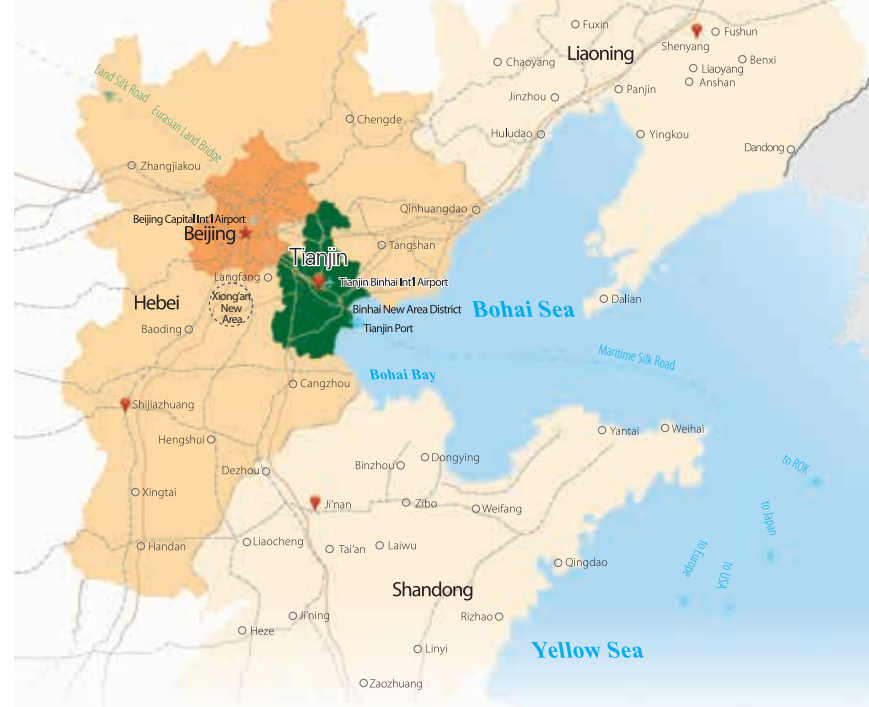 Fuxin
Fushun
Shenyang
Liaoning
Benxi
Chaoyang
Liaoyang
Anshan
Panjin
Jinzhou
Land Silk Road
Eurasian Land Bridge
Chengde
Huludao
Yingkou
Dandong
Zhangjiakou
Qinhuangdao
Beijing Capital Int'l Airport
Beijing
Tangshan
Tianjin
Langfang
Tianjin Binhai Int'l Airport
Xiong'an
New
Area
Hebei
Dalian
Binhai New Area District
Bohai Sea
Baoding
Tianjin Port
Maritime Silk Road
Bohai Bay
Cangzhou
Shijiazhuang
Yantai
Weihai
Hengshui
Dongying
Binzhou
Dezhou
to ROK
Xingtai
Ji'nan
Zibo
Weifang
to Japan
Handan
Liaocheng
Tai'an
Laiwu
to Europe
Qingdao
to USA
Shandong
Ji'ning
Rizhao
Heze
Linyi
Yellow Sea
Zaozhuang